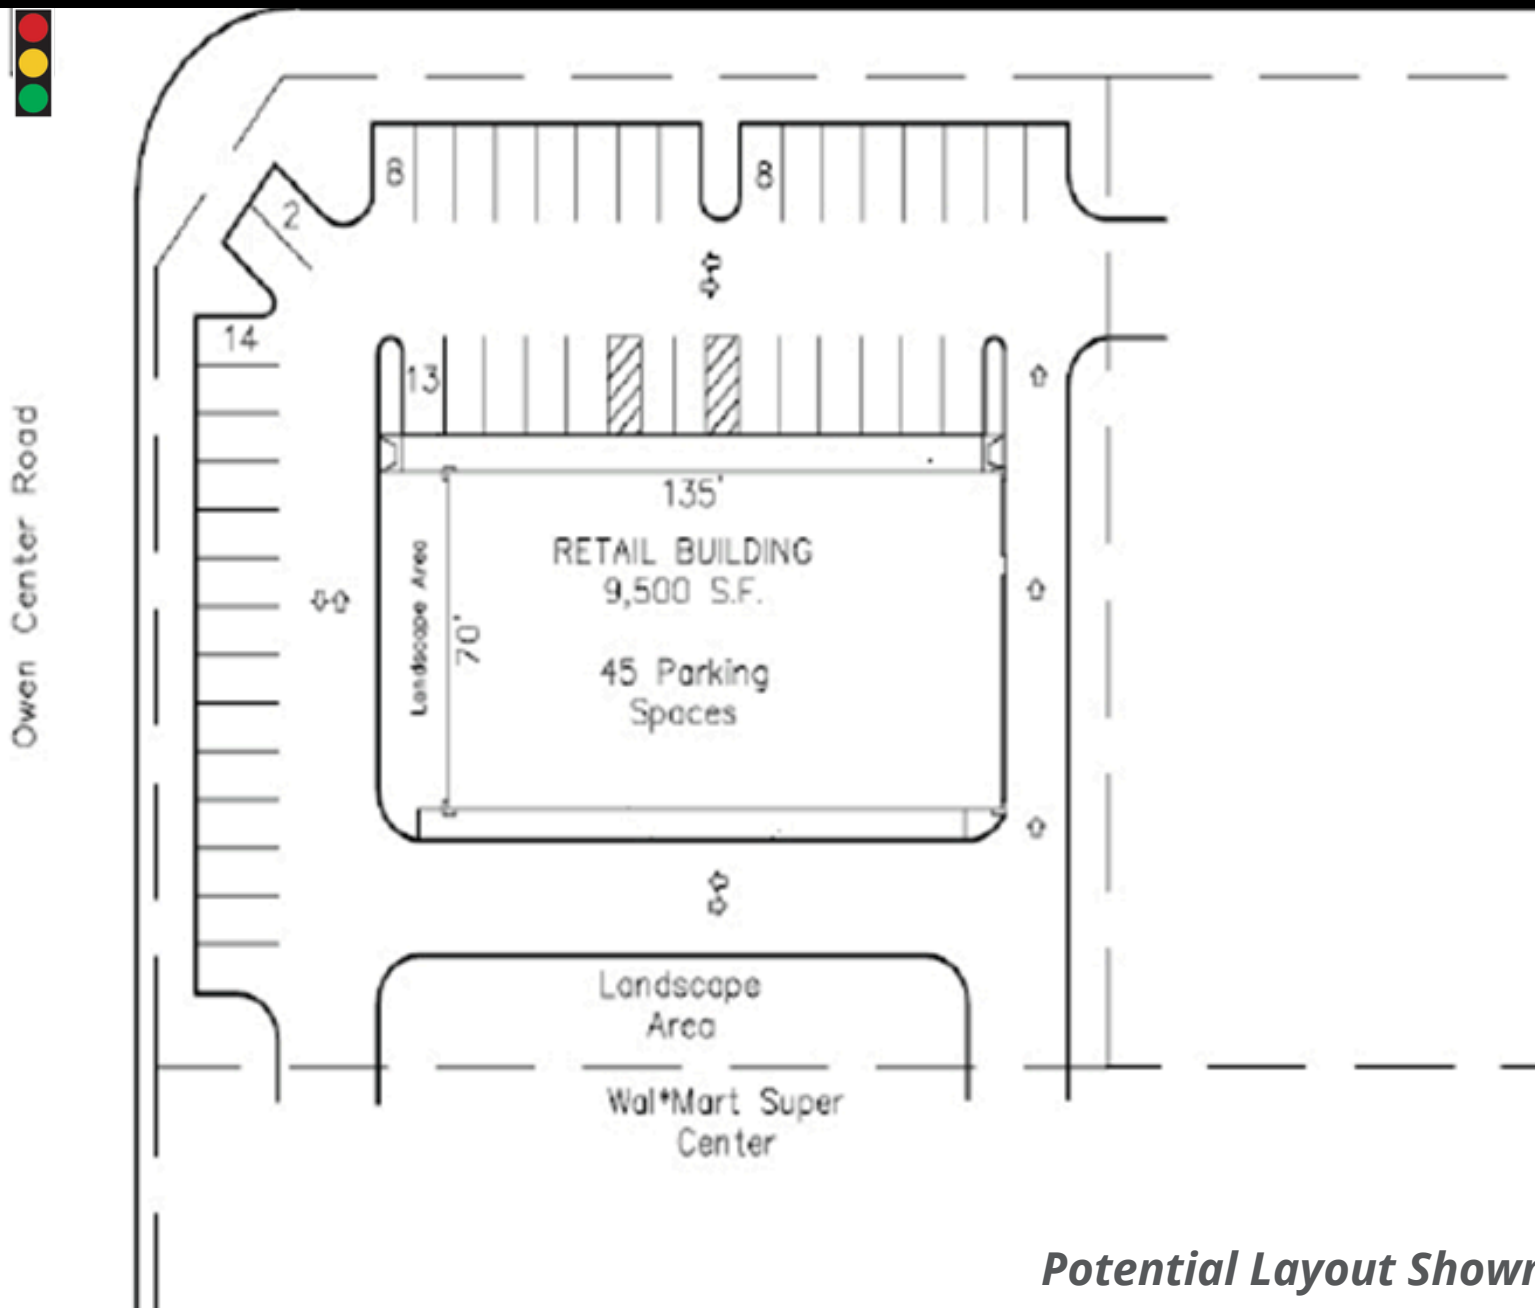 8
8
2
14
13
135'
RETAIL BUILDING
9,500 S.F.
45 Parking
Spaces
70'
Landscape Area
Owen Center Road
Landscape
Area
Wal*Mart Super
Center
Potential Layout Shown